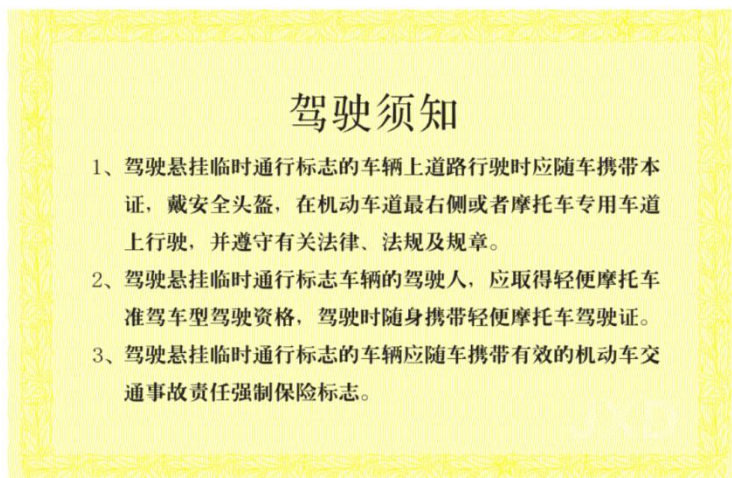 驾驶须知
1、驾驶悬挂临时通行标志的车辆上道路行驶时应随车携带本
证，戴安全头盔，在机动车道最右侧或者摩托车专用车道
上行驶，并遵守有关法律、法规及规章。
2、驾驶悬挂临时通行标志车辆的驾驶人，应取得轻便摩托车
准驾车型驾驶资格，驾驶时随身携带轻便摩托车驾驶证。
3、驾驶悬挂临时通行标志的车辆应随车携带有效的机动车交
通事故责任强制保险标志。
JXD